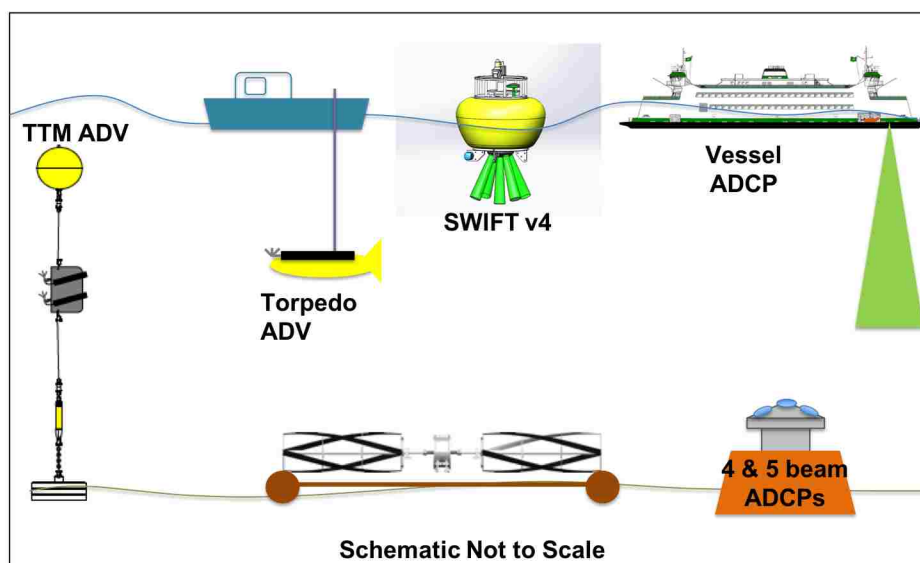 TTM ADV
SWIFT v4
Vessel
ADCP
Torpedo
ADV
4 & 5 beam
ADCPs
Schematic Not to Scale